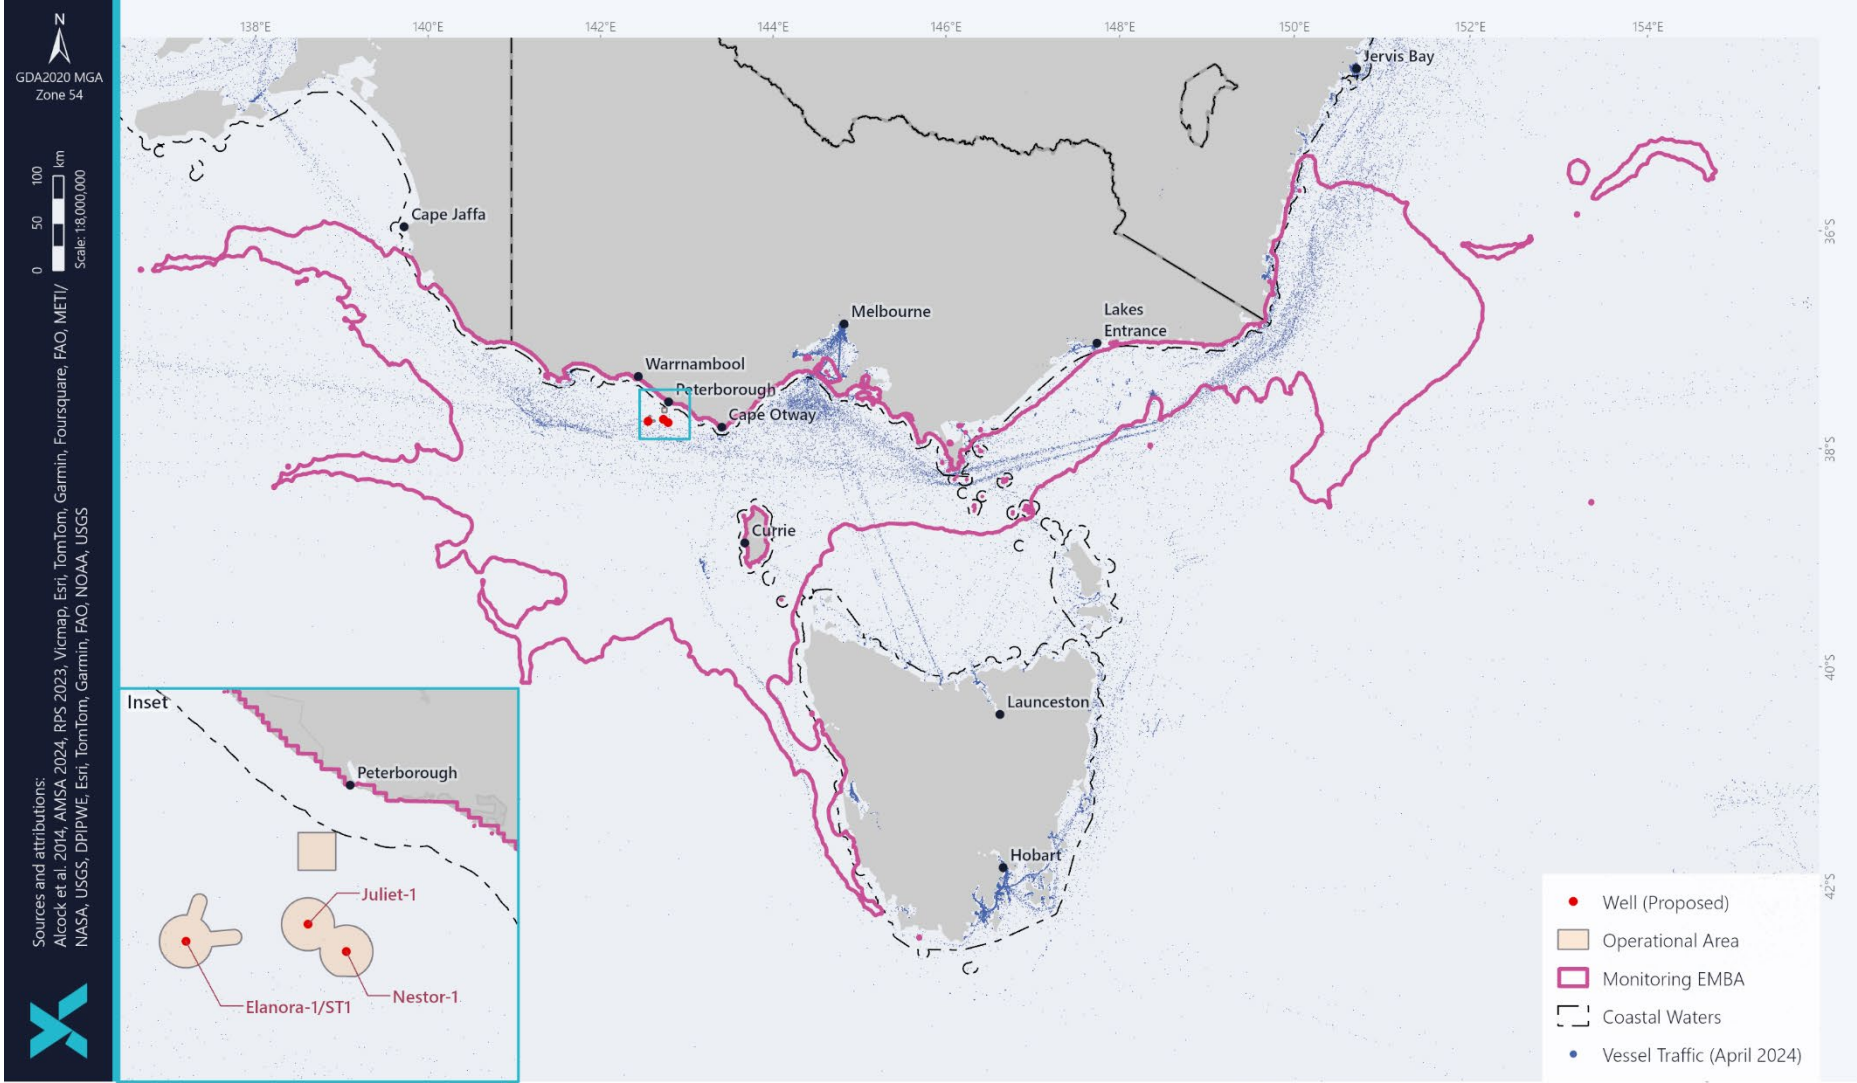 N
GDA2020 MGA
Zone 54
0 50 100 km
Scale: 1:8,000,000
Sources and attributions:
Alcock et al. 2014, AMSA 2024, RPS 2023, Vicmap, Esri, TomTom, Garmin, Foursquare, FAO, METI/
NASA, USGS, DPIPWE, Esri, TomTom, Garmin, FAO, NOAA, USGS
138°E 140°E 142°E 144°E 146°E 148°E 150°E 152°E 154°E
Jervis Bay
Cape Jaffa
36°S
Melbourne
Lakes
Entrance
Warrnambool
Peterborough
Cape Otway
38°S
Currie
40°S
Launceston
Hobart
42°S
Inset
Peterborough
Juliet-1
Nestor-1
Elanora-1/ST1
Well (Proposed)
Operational Area
Monitoring EMBA
Coastal Waters
Vessel Traffic (April 2024)